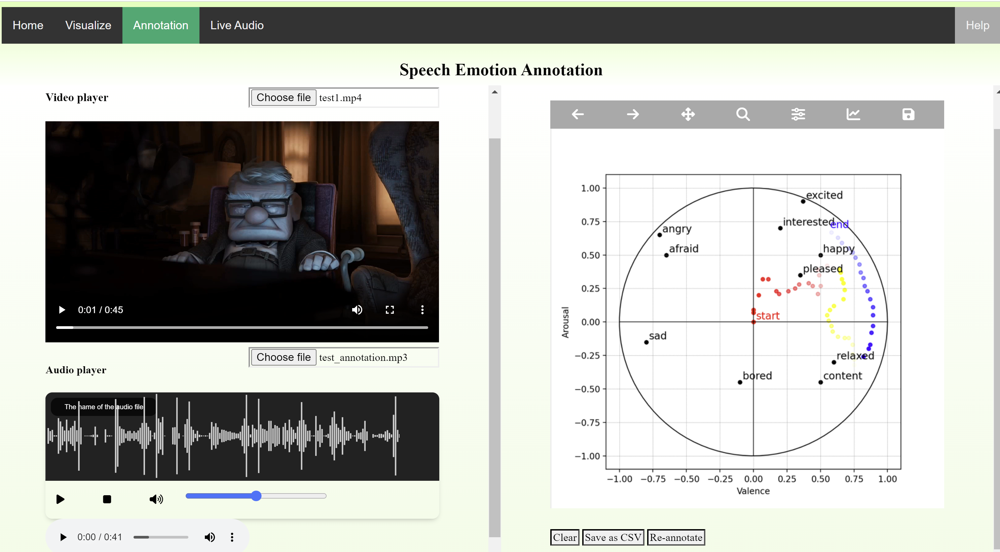 Home Visualize Annotation Live Audio Help
Speech Emotion Annotation
Video player
Choose file test1.mp4
0:01 / 0:45
Choose file test_annotation.mp3
Audio player
The name of the audio file
0:00 / 0:41
1.00
0.75
0.50
0.25
0.00
−0.25
−0.50
−0.75
−1.00
Arousal
excited
interested
end
angry
afraid
happy
pleased
start
sad
relaxed
bored
content
−1.00 −0.75 −0.50 −0.25 0.00 0.25 0.50 0.75 1.00
Valence
Clear Save as CSV Re-annotate